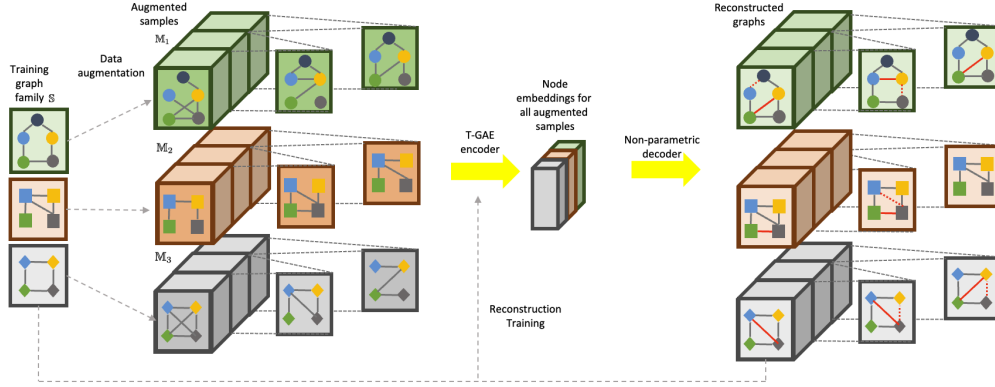 Augmented
samples
𝕄₁
Training
graph
family 𝕊
Data
augmentation
𝕄₂
𝕄₃
T-GAE
encoder
Node
embeddings for
all augmented
samples
Non-parametric
decoder
Reconstruction
Training
Reconstructed
graphs